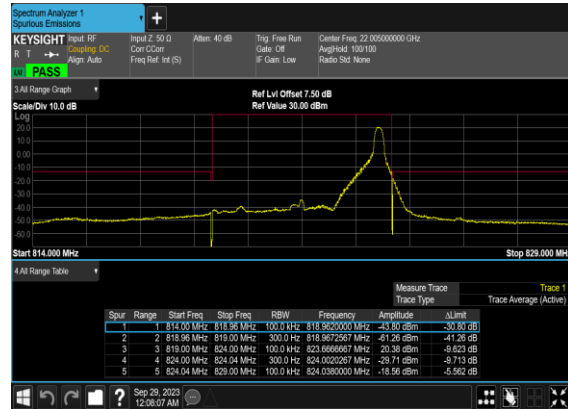 Spectrum Analyzer 1
Spurious Emissions
+
KEYSIGHT
R T
LW PASS
Input: RF
Coupling: DC
Align: Auto
Input Z: 50 Ω
Corr CCorr
Freq Ref: Int (S)
Atten: 40 dB
Trig: Free Run
Gate: Off
IF Gain: Low
Center Freq: 22.005000000 GHz
Avg|Hold: 100/100
Radio Std: None
3 All Range Graph
Scale/Div 10.0 dB
Ref Lvl Offset 7.50 dB
Ref Value 30.00 dBm
Log
20.0
10.0
0.00
-10.0
-20.0
-30.0
-40.0
-50.0
-60.0
Start 814.000 MHz
Stop 829.000 MH
4 All Range Table
Measure Trace Trace 1
Trace Type Trace Average (Active)
Spur Range Start Freq Stop Freq RBW Frequency Amplitude ΔLimit
1 1 814.00 MHz 818.96 MHz 100.0 kHz 818.9620000 MHz -43.80 dBm -30.80 dB
2 2 818.96 MHz 819.00 MHz 300.0 Hz 818.9672567 MHz -61.26 dBm -41.26 dB
3 3 819.00 MHz 824.00 MHz 100.0 kHz 823.6666667 MHz 20.38 dBm -9.623 dB
4 4 824.00 MHz 824.04 MHz 300.0 Hz 824.0020267 MHz -29.71 dBm -9.713 dB
5 5 824.04 MHz 829.00 MHz 100.0 kHz 824.0380000 MHz -18.56 dBm -5.562 dB
?
Sep 29, 2023
12:08:07 AM